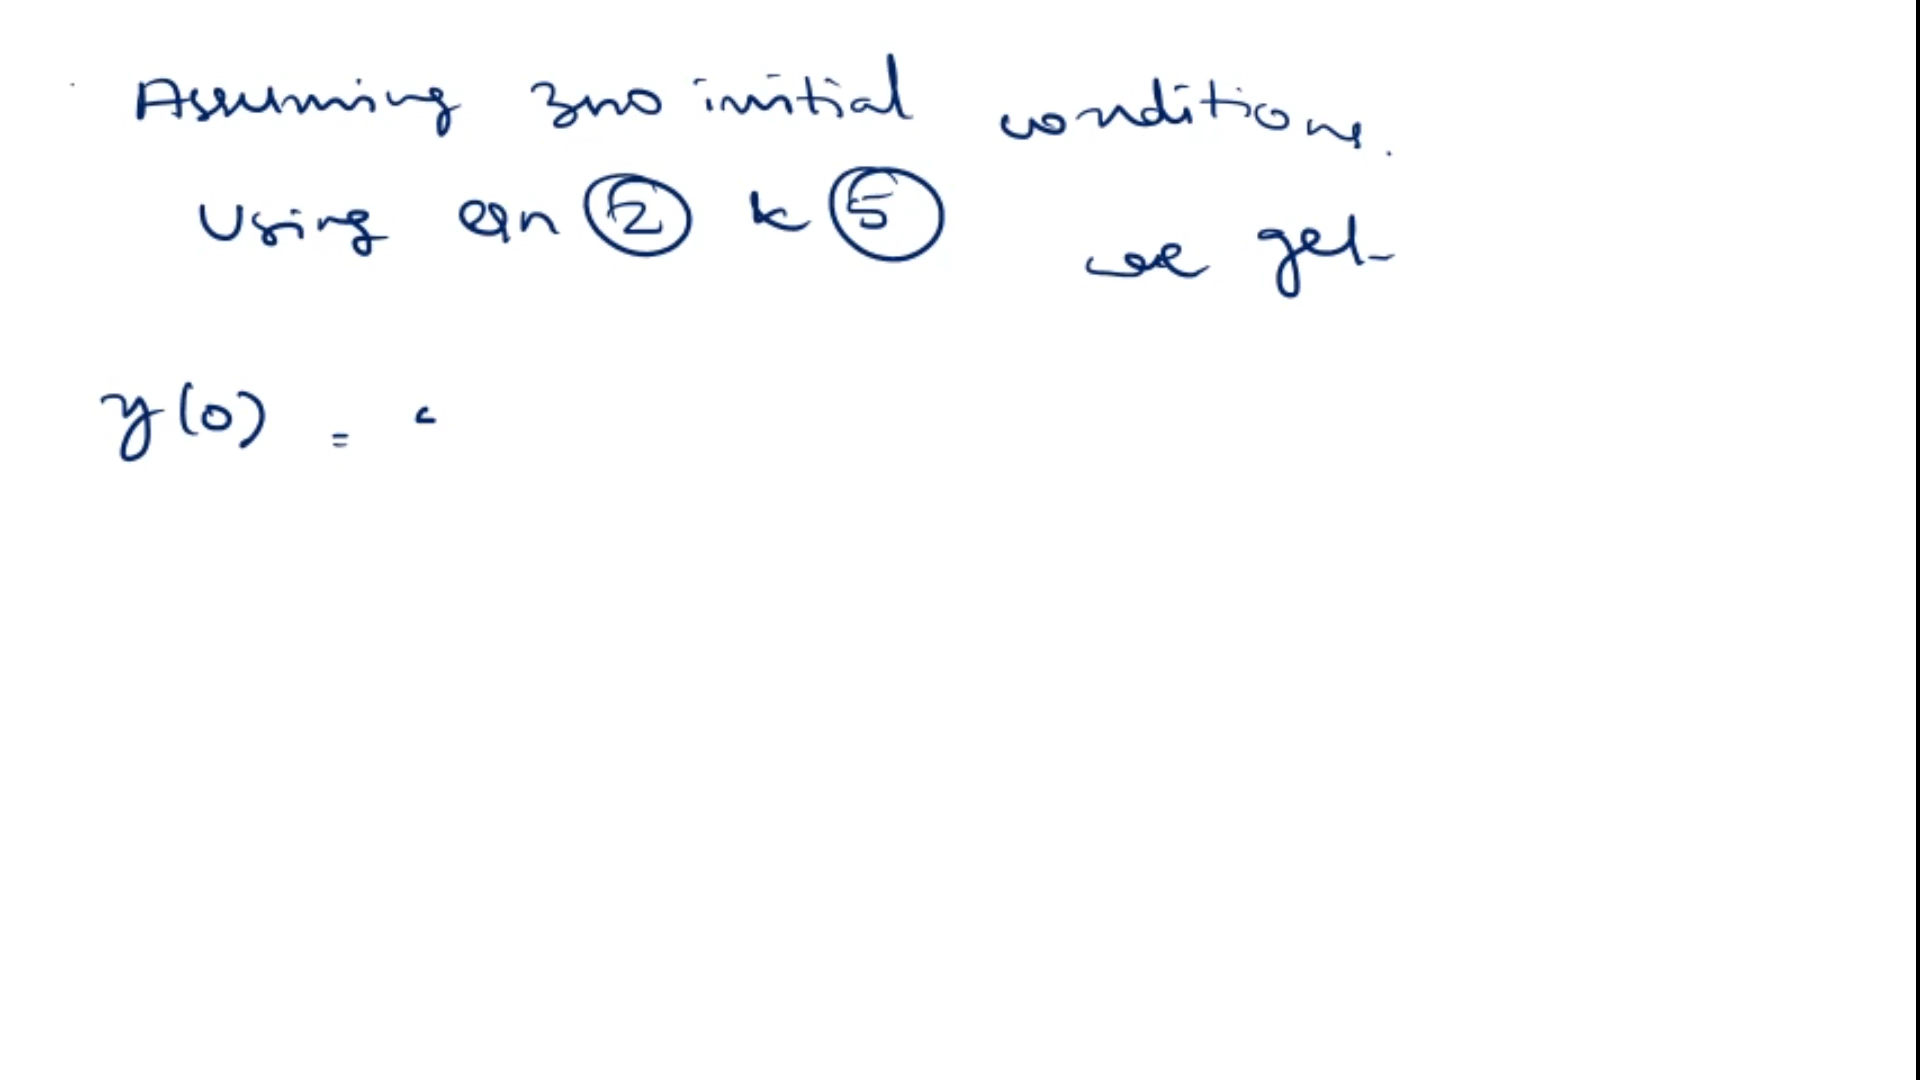 Assuming zero initial conditions.
Using eqn ② & ⑤ we get
y(0) =